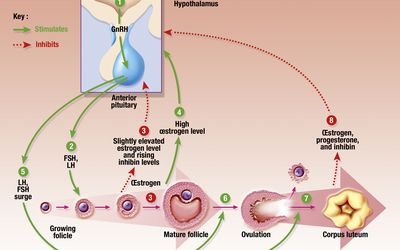 Hypothalamus
Key :
Stimulates
Inhibits
1
GnRH
Anterior
pituitary
2
FSH,
LH
3
Slightly elevated
estrogen level
and rising
inhibin levels
4
High
œstrogen level
5
LH,
FSH
surge
8
Œstrogen,
progesterone,
and inhibin
Œstrogen
3
6
7
Growing
follicle
Mature follicle
Ovulation
Corpus luteum